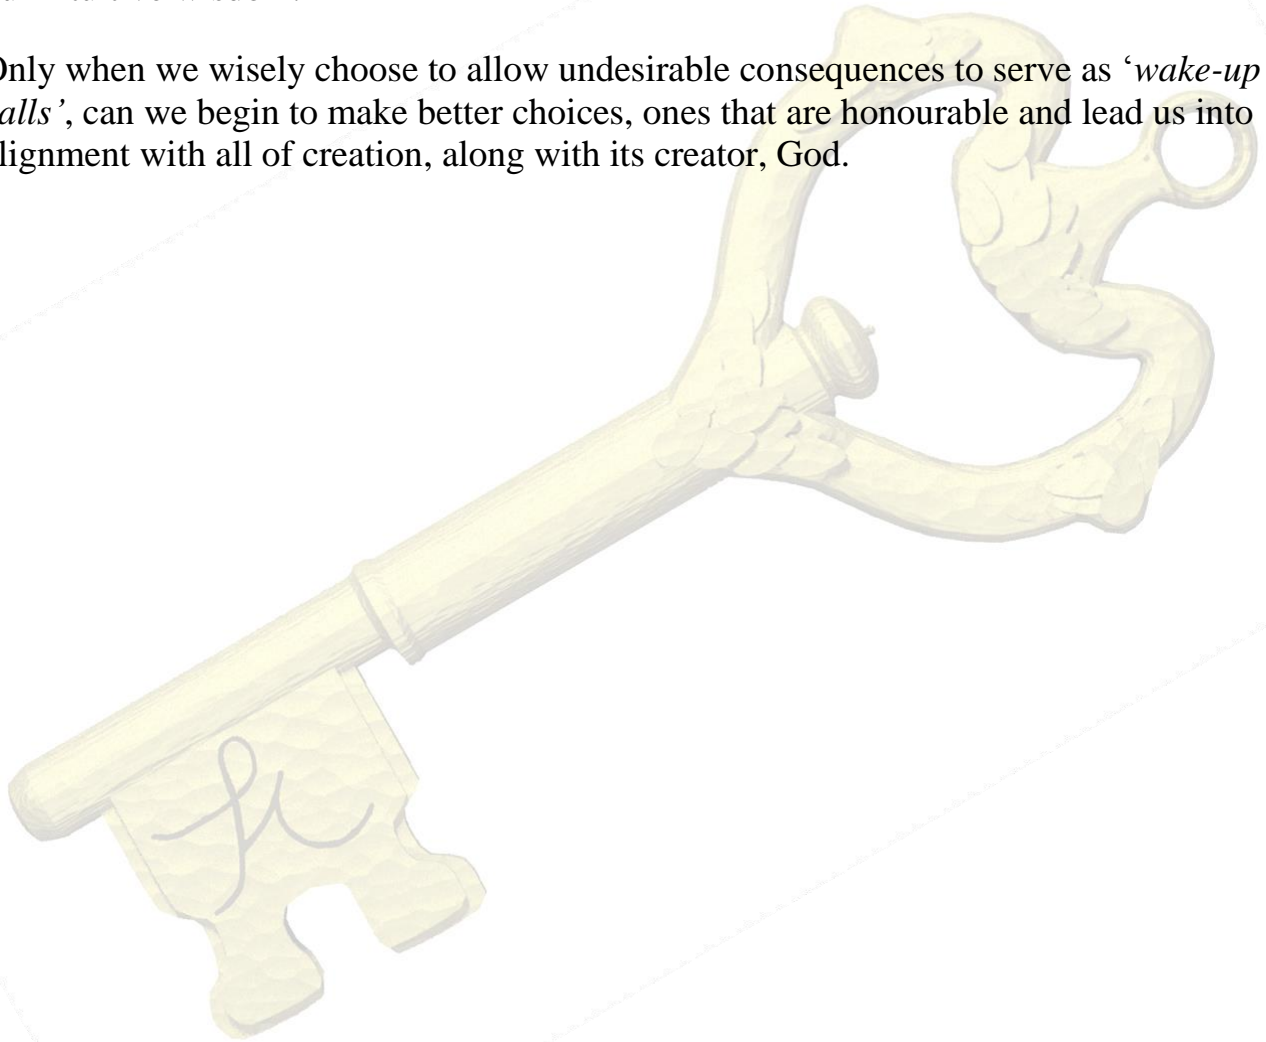 Only when we wisely choose to allow undesirable consequences to serve as ‘wake-up
alls’, can we begin to make better choices, ones that are honourable and lead us into
lignment with all of creation, along with its creator, God.